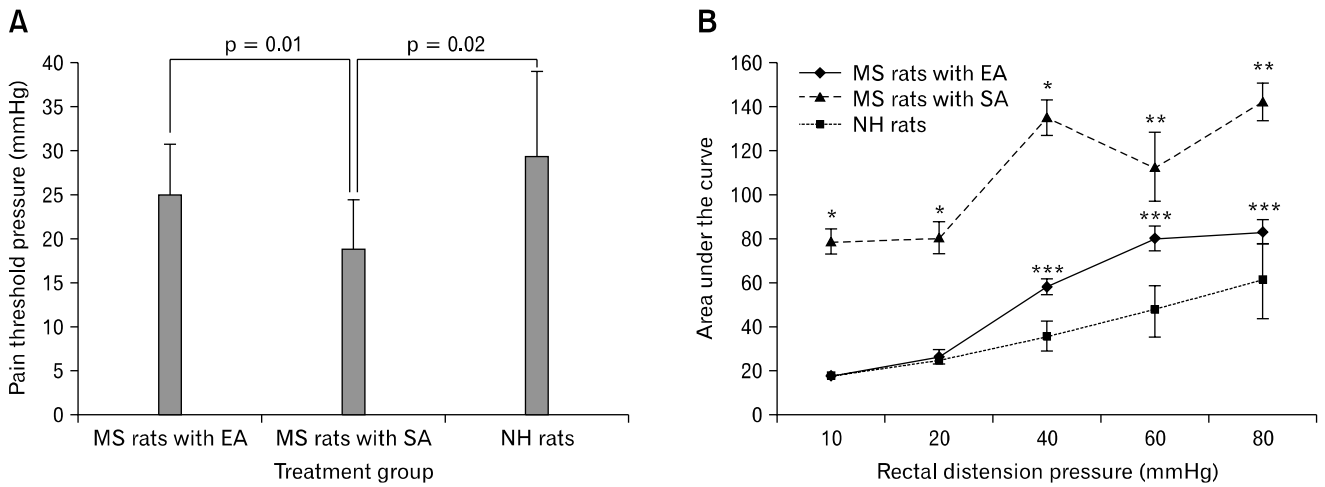 A
p = 0.01
p = 0.02
Pain threshold pressure (mmHg)
40
35
30
25
20
15
10
5
0
MS rats with EA
MS rats with SA
NH rats
Treatment group
B
Area under the curve
160
140
120
100
80
60
40
20
0
MS rats with EA
MS rats with SA
NH rats
*
*
*
**
**
***
***
***
10
20
40
60
80
Rectal distension pressure (mmHg)